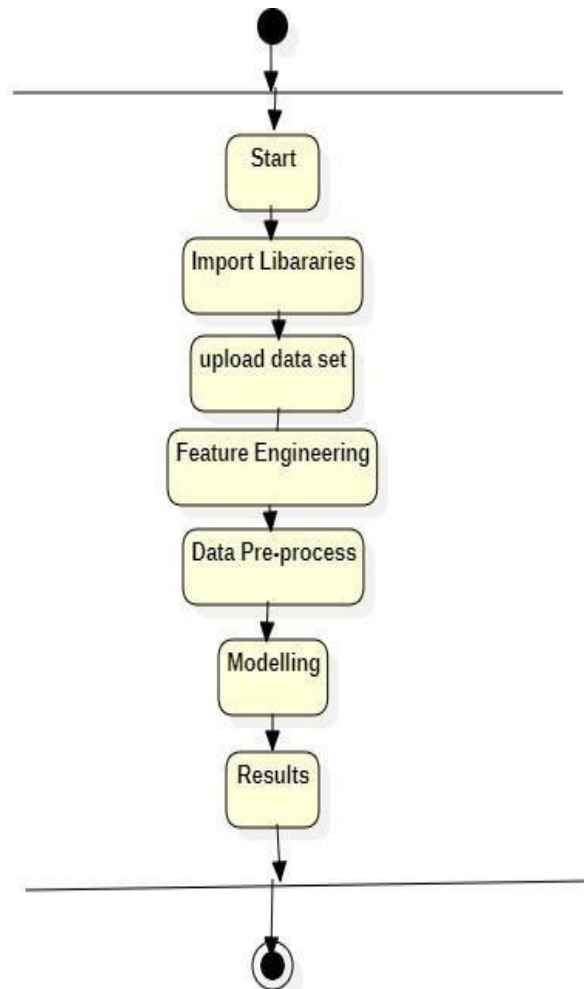 Start
Import Libararies
upload data set
Feature Engineering
Data Pre-process
Modelling
Results